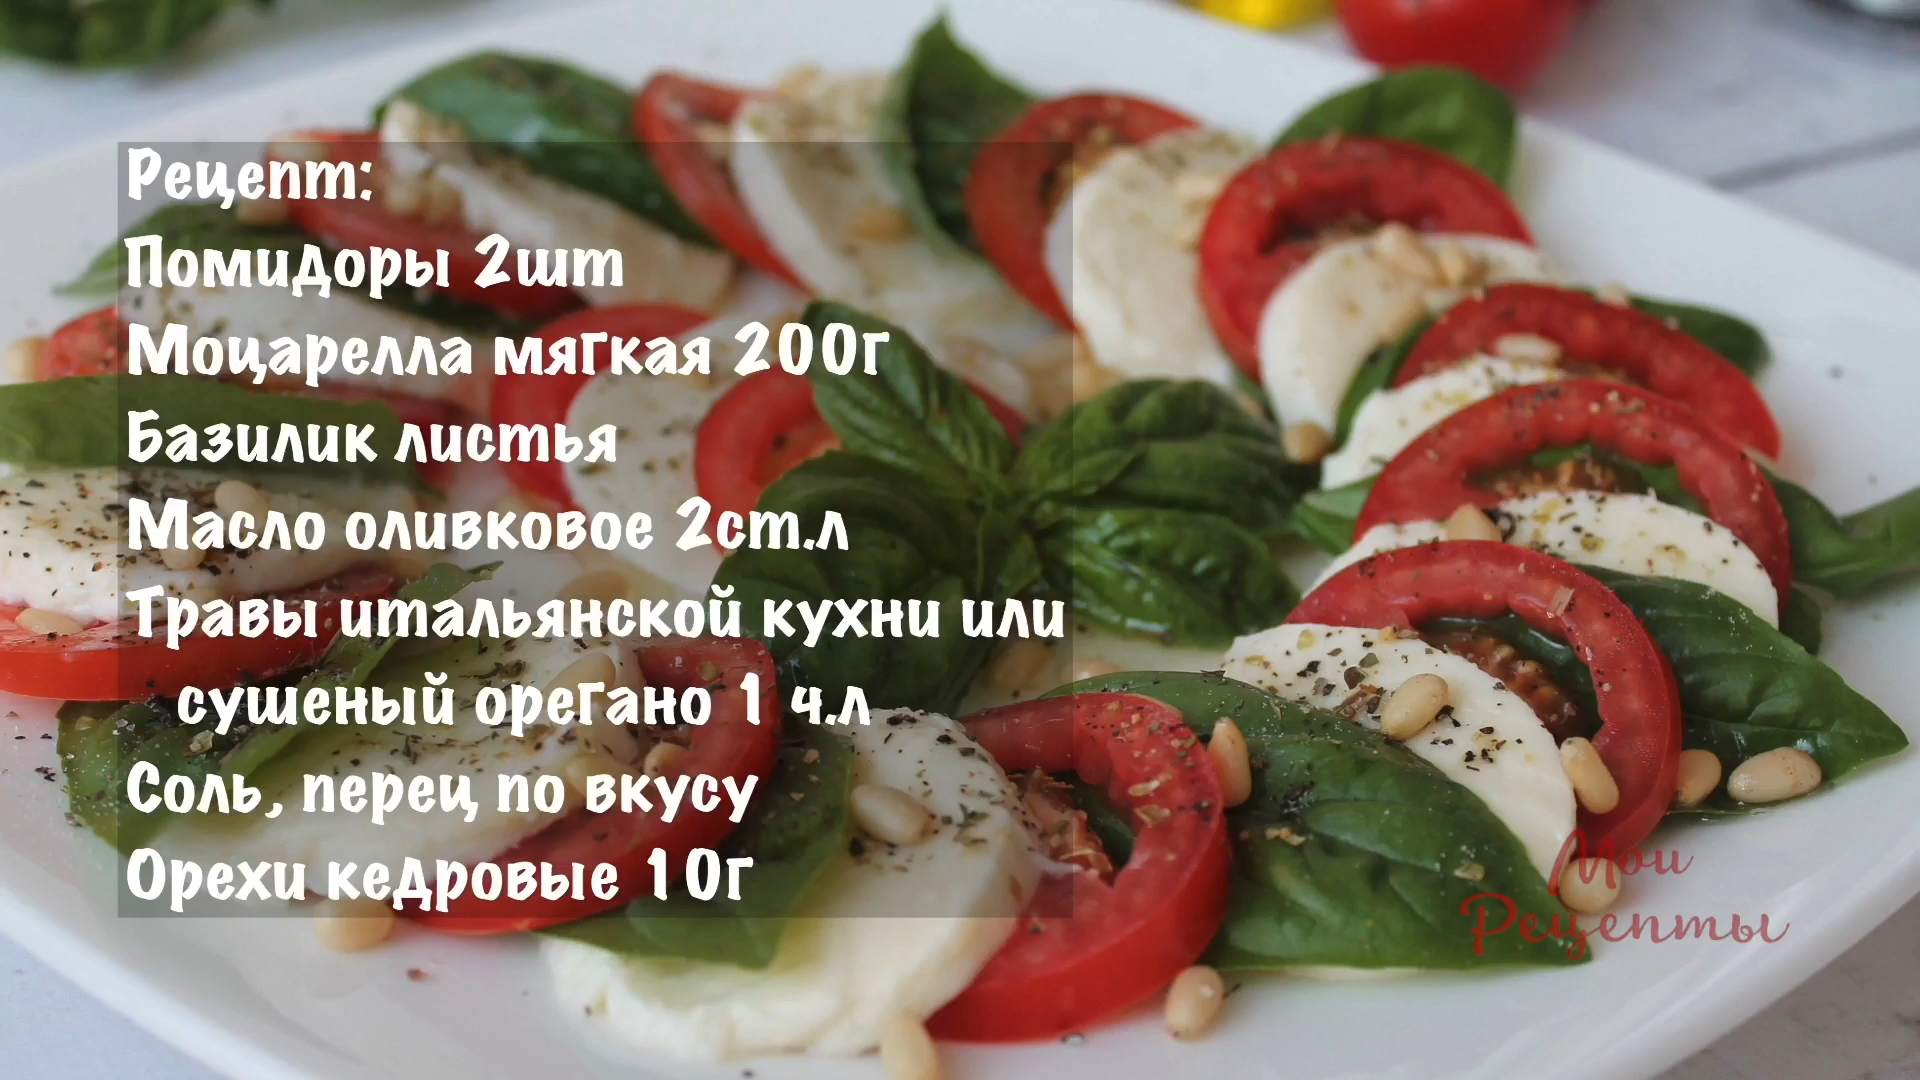 Рецепт:
Помидоры 2шт
Моцарелла мягкая 200г
Базилик листья
Масло оливковое 2ст.л
Травы итальянской кухни или
сушеный орегано 1 ч.л
Соль, перец по вкусу
Орехи кедровые 10г
Мои
Рецепты